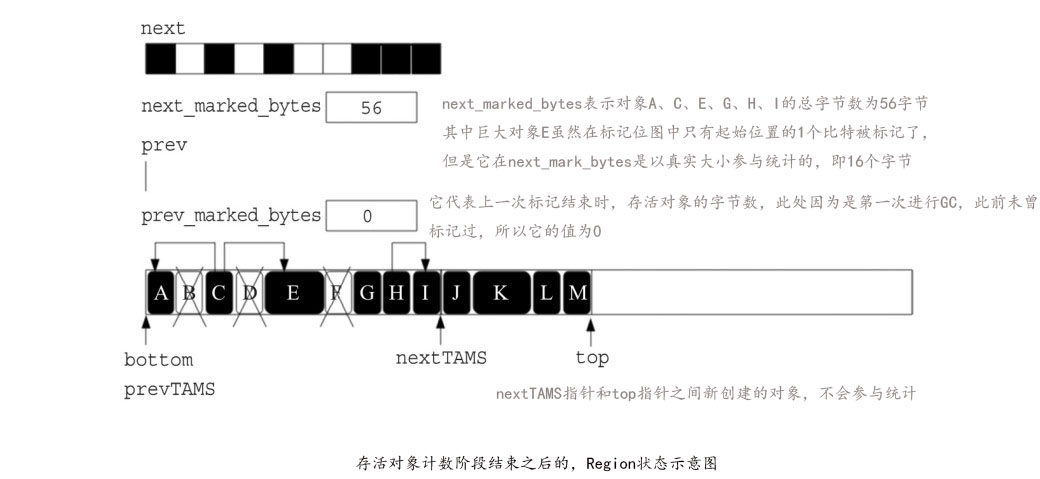 next
next_marked_bytes 56
next_marked_bytes表示对象A、C、E、G、H、I的总字节数为56字节
其中巨大对象E虽然在标记位图中只有起始位置的1个比特被标记了，
但是它在next_mark_bytes是以真实大小参与统计的，即16个字节
prev
prev_marked_bytes 0
它代表上一次标记结束时，存活对象的字节数，此处因为是第一次进行GC，此前未曾
标记过，所以它的值为0
A B C D E F G H I J K L M
bottom
prevTAMS
nextTAMS
top
nextTAMS指针和top指针之间新创建的对象，不会参与统计
存活对象计数阶段结束之后的，Region状态示意图